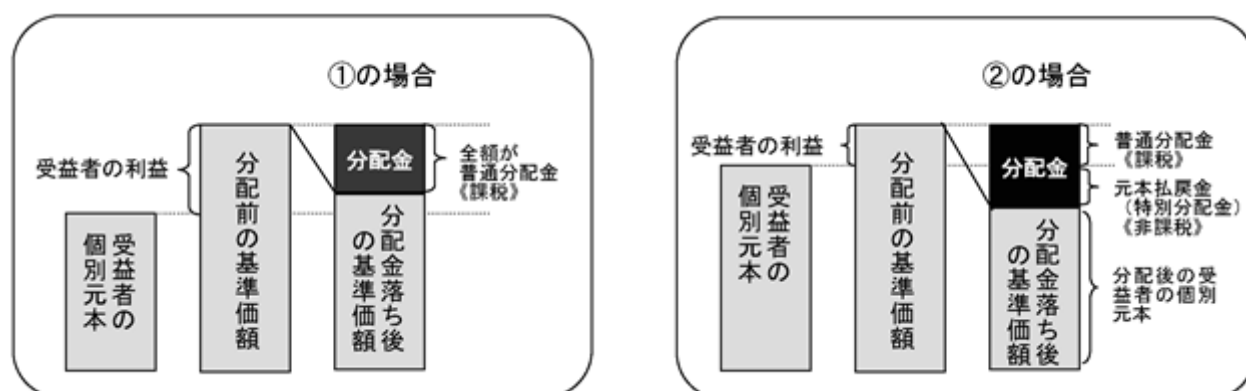 ①の場合
受益者の利益
受益者の
個別元本
分配前の基準価額
分配金
分配金落ち後
の基準価額
全額が
普通分配金
《課税》
②の場合
受益者の利益
受益者の
個別元本
分配前の基準価額
分配金
分配金落ち後
の基準価額
普通分配金
《課税》
元本払戻金
（特別分配金）
《非課税》
分配後の受
益者の個別
元本